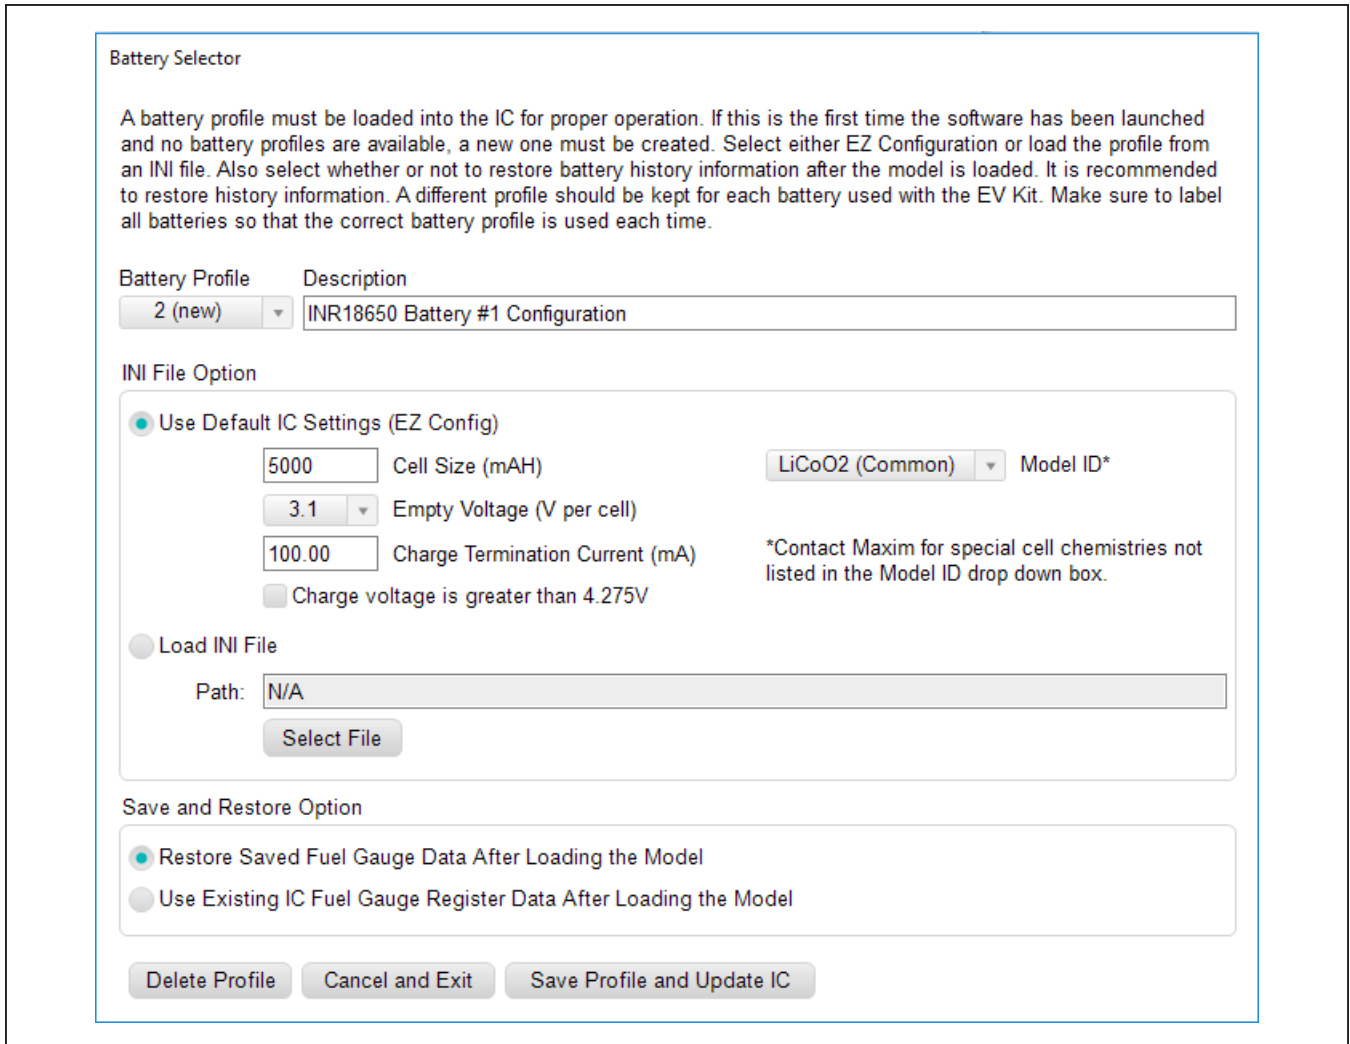 Battery Selector
A battery profile must be loaded into the IC for proper operation. If this is the first time the software has been launched
and no battery profiles are available, a new one must be created. Select either EZ Configuration or load the profile from
an INI file. Also select whether or not to restore battery history information after the model is loaded. It is recommended
to restore history information. A different profile should be kept for each battery used with the EV Kit. Make sure to label
all batteries so that the correct battery profile is used each time.
Battery Profile Description
2 (new) INR18650 Battery #1 Configuration
INI File Option
Use Default IC Settings (EZ Config)
5000 Cell Size (mAH) LiCoO2 (Common) Model ID*
3.1 Empty Voltage (V per cell)
100.00 Charge Termination Current (mA)
*Contact Maxim for special cell chemistries not
listed in the Model ID drop down box.
Charge voltage is greater than 4.275V
Load INI File
Path: N/A
Select File
Save and Restore Option
Restore Saved Fuel Gauge Data After Loading the Model
Use Existing IC Fuel Gauge Register Data After Loading the Model
Delete Profile Cancel and Exit Save Profile and Update IC